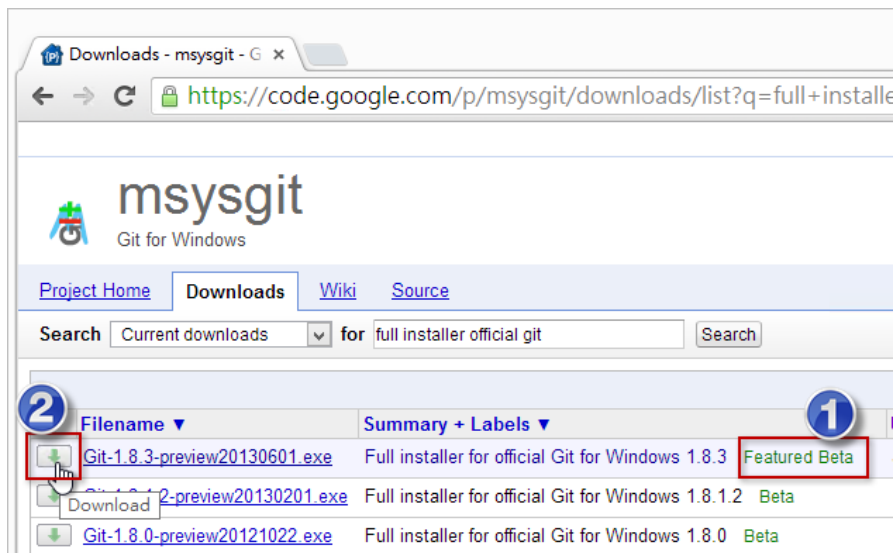 Downloads - msysgit - G
https://code.google.com/p/msysgit/downloads/list?q=full+installe
msysgit
Git for Windows
Project Home Downloads Wiki Source
Search Current downloads for full installer official git Search
2 1
Filename ▼ Summary + Labels ▼
Git-1.8.3-preview20130601.exe Full installer for official Git for Windows 1.8.3 Featured Beta
2-preview20130201.exe Full installer for official Git for Windows 1.8.1.2 Beta
Download
Git-1.8.0-preview20121022.exe Full installer for official Git for Windows 1.8.0 Beta